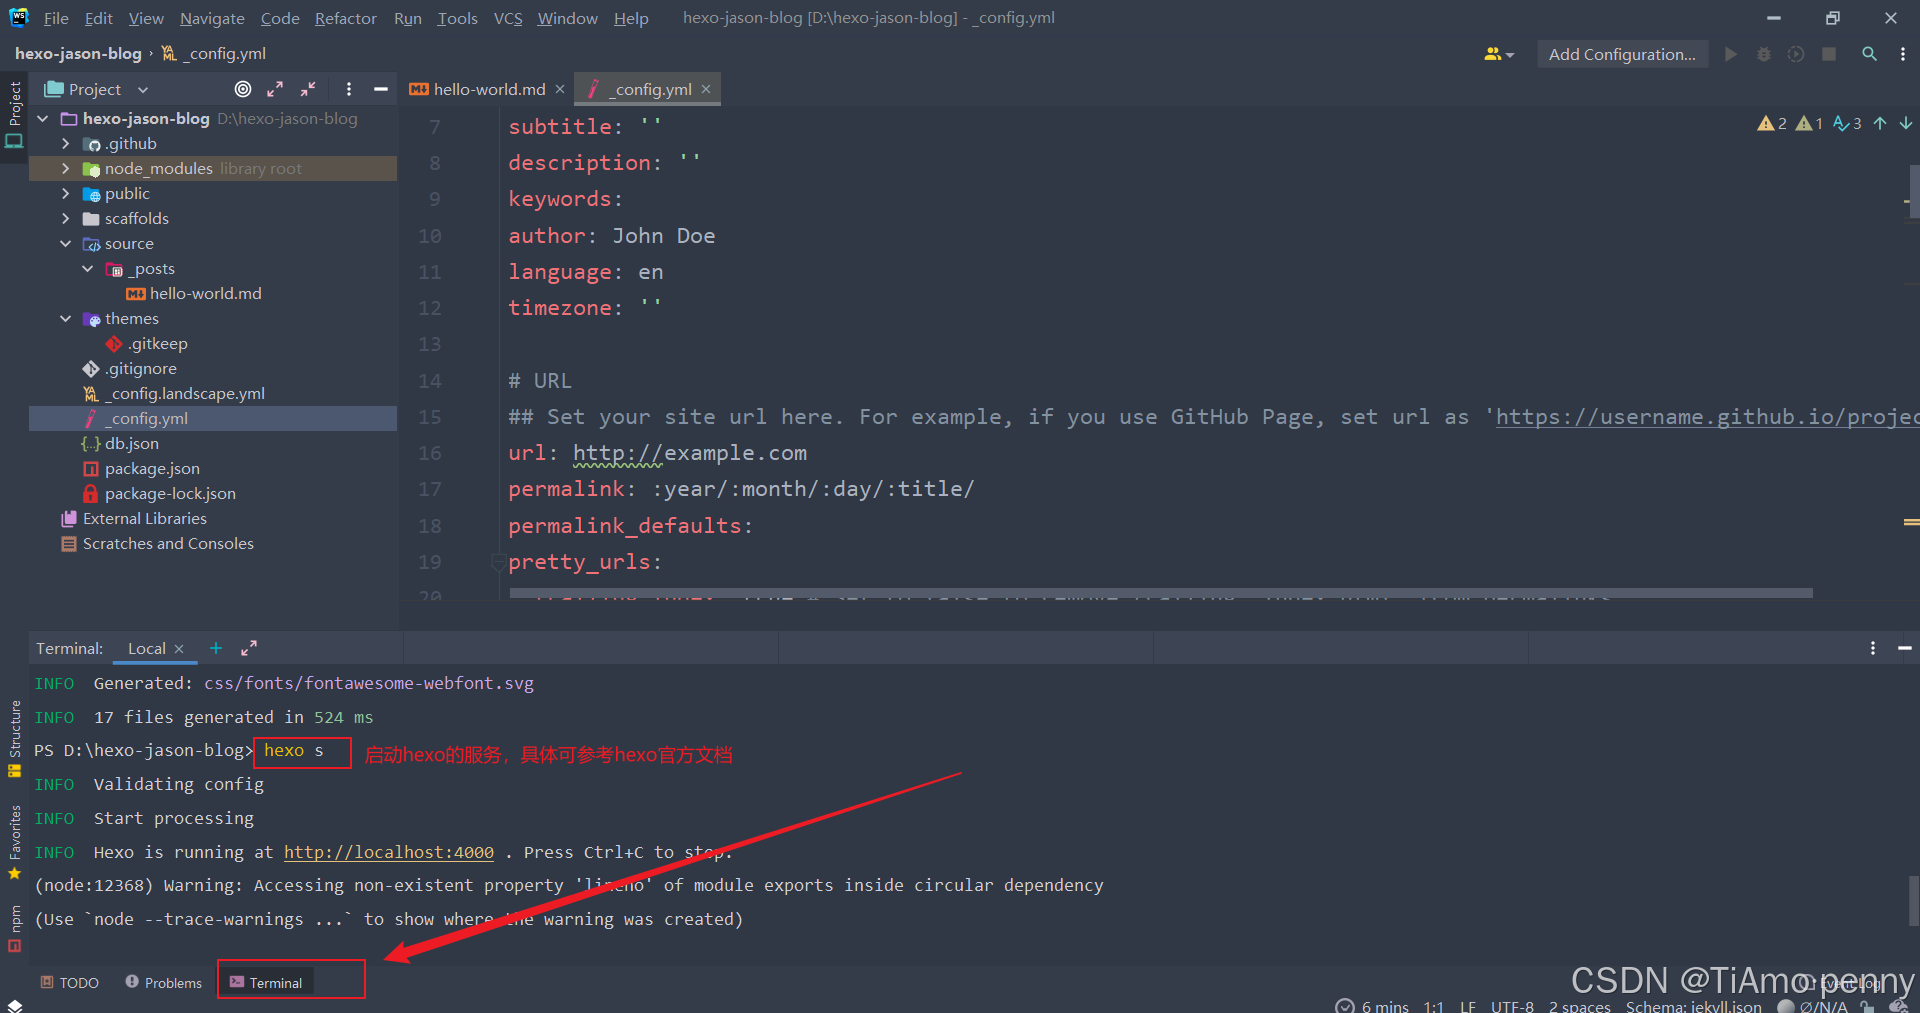 File Edit View Navigate Code Refactor Run Tools VCS Window Help hexo-jason-blog [D:\hexo-jason-blog] - _config.yml
hexo-jason-blog › _config.yml
Add Configuration...
Project
Project
hello-world.md
_config.yml
hexo-jason-blog D:\hexo-jason-blog
.github
node_modules library root
public
scaffolds
source
_posts
hello-world.md
themes
.gitkeep
.gitignore
_config.landscape.yml
_config.yml
db.json
package.json
package-lock.json
External Libraries
Scratches and Consoles
2 1 3
7 subtitle: ''
8 description: ''
9 keywords:
10 author: John Doe
11 language: en
12 timezone: ''
13
14 # URL
15 ## Set your site url here. For example, if you use GitHub Page, set url as 'https://username.github.io/projec
16 url: http://example.com
17 permalink: :year/:month/:day/:title/
18 permalink_defaults:
19 pretty_urls:
20
Terminal: Local
INFO Generated: css/fonts/fontawesome-webfont.svg
INFO 17 files generated in 524 ms
PS D:\hexo-jason-blog> hexo s
启动hexo的服务，具体可参考hexo官方文档
INFO Validating config
INFO Start processing
INFO Hexo is running at http://localhost:4000 . Press Ctrl+C to stop.
(node:12368) Warning: Accessing non-existent property 'lineno' of module exports inside circular dependency
(Use `node --trace-warnings ...` to show where the warning was created)
Structure
Favorites
npm
TODO Problems Terminal
Event Log
CSDN @TiAmo penny
6 mins 1:1 LF UTF-8 2 spaces Schema: jekyll.json Ø/N/A